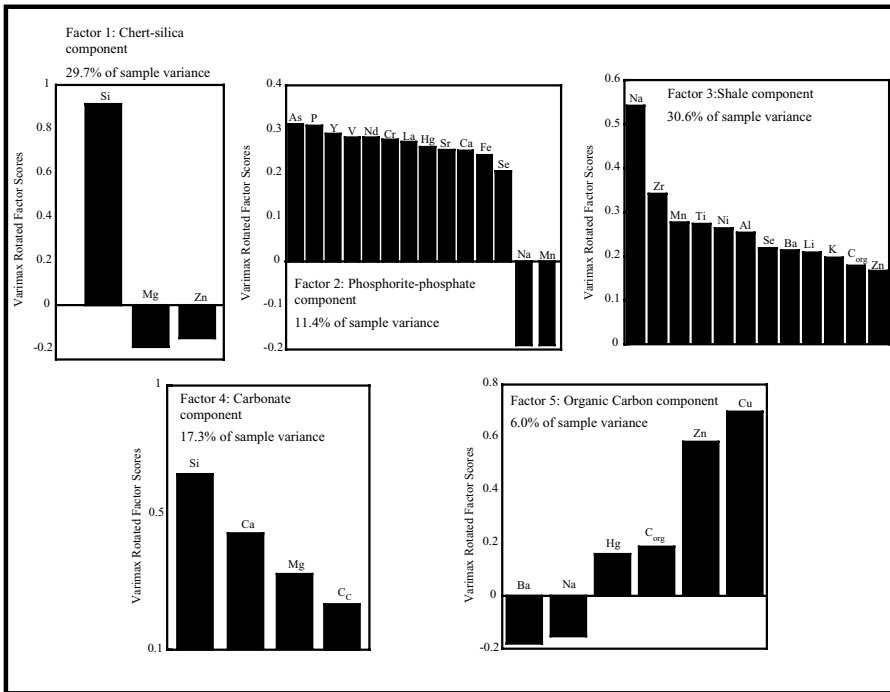 Factor 1: Chert-silica
component
29.7% of sample variance
Varimax Rotated Factor Scores
1
0.8
0.6
0.4
0.2
0
-0.2
Si
Mg
Zn
Varimax Rotated Factor Scores
0.4
0.3
0.2
0.1
0
-0.1
-0.2
As P Y V Nd Cr La Hg Sr Ca Fe Se Na Mn
Factor 2: Phosphorite-phosphate
component
11.4% of sample variance
Varimax Rotated Factor Scores
0.6
0.5
0.4
0.3
0.2
0.1
0
Factor 3:Shale component
30.6% of sample variance
Na Zr Mn Ti Ni Al Se Ba Li K Corg Zn
Varimax Rotated Factor Scores
1
0.5
0.1
Factor 4: Carbonate
component
17.3% of sample variance
Si
Ca
Mg
CC
Varimax Rotated Factor Scores
0.8
0.6
0.4
0.2
0
-0.2
Factor 5: Organic Carbon component
6.0% of sample variance
Ba Na Hg Corg Zn Cu